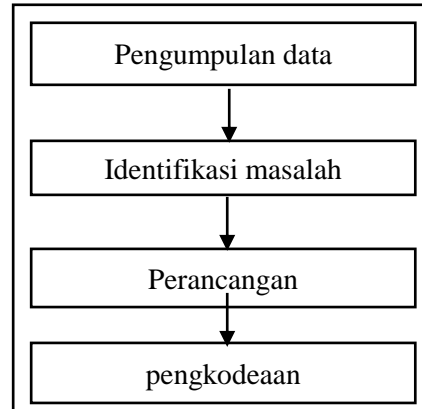 Pengumpulan data
Identifikasi masalah
Perancangan
pengkodeaan